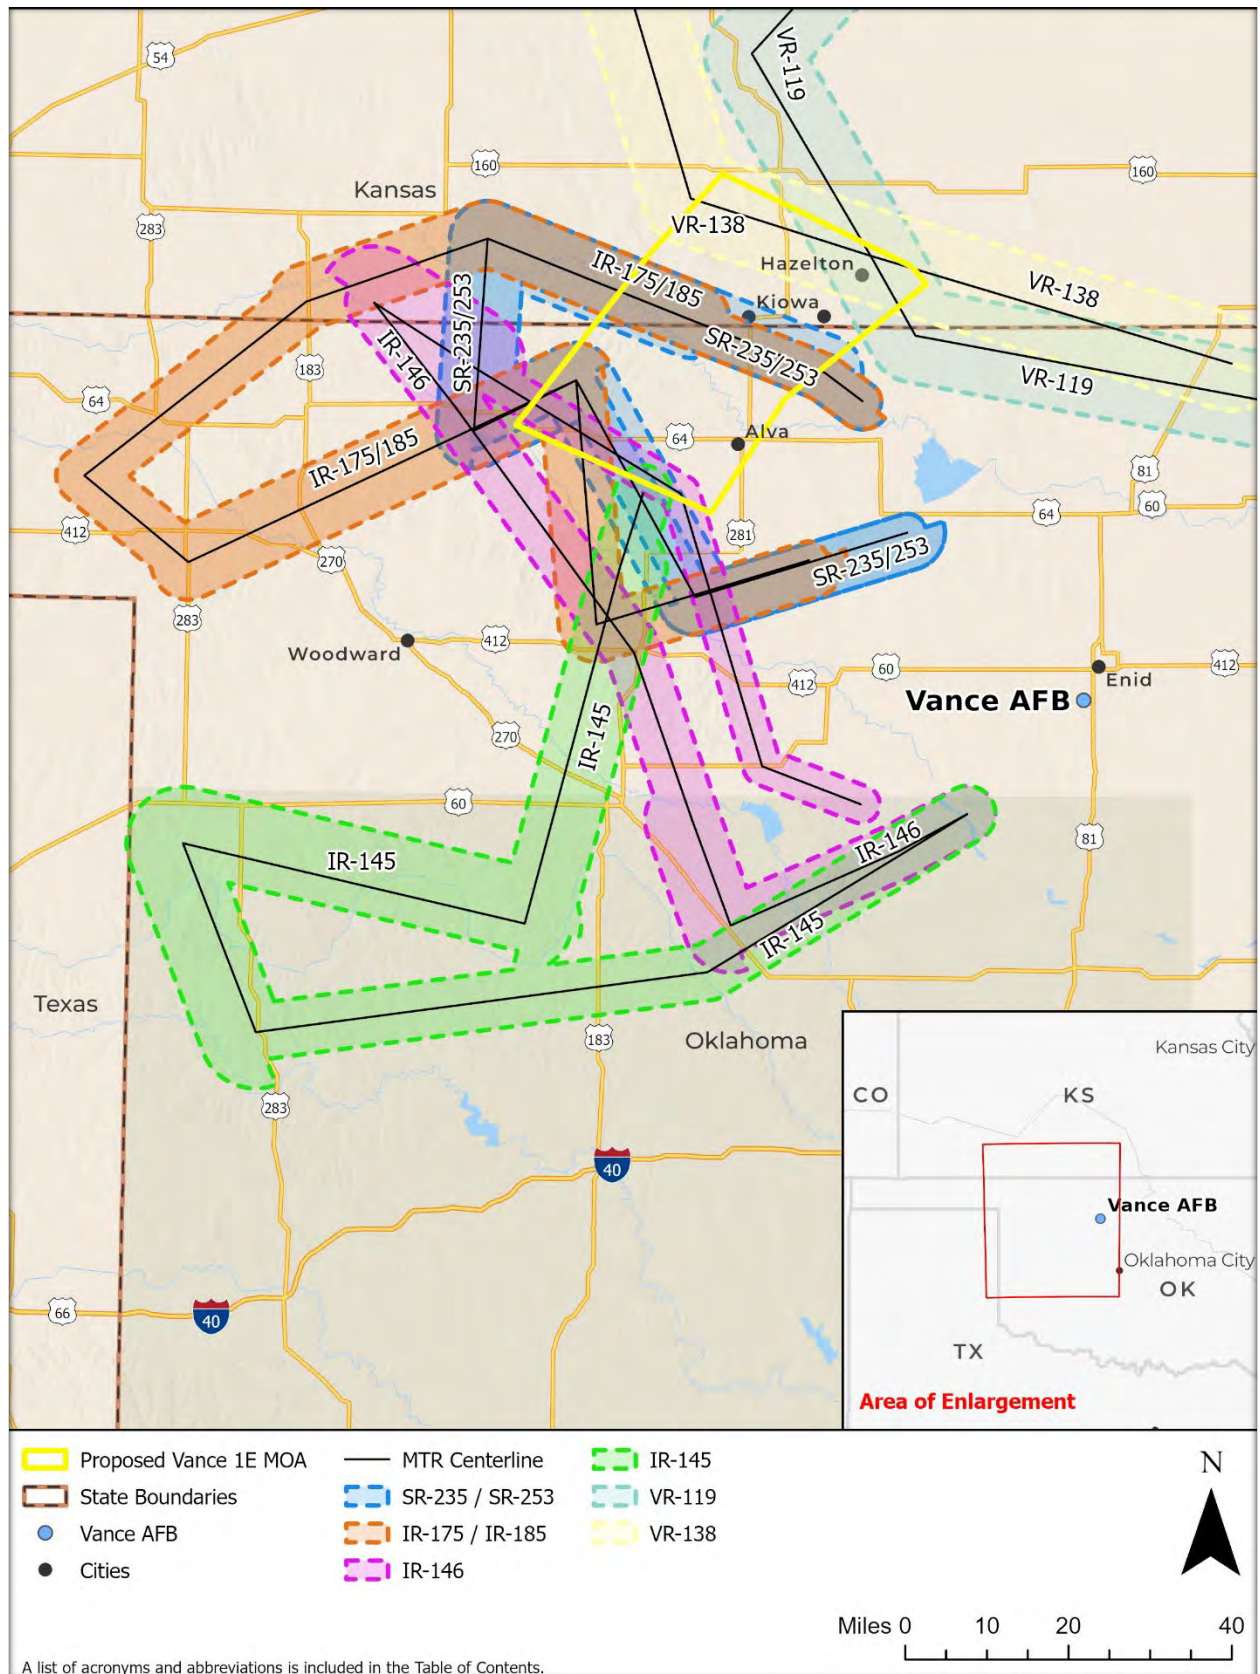 VR-119
54
160
160
Kansas
283
VR-138
Hazelton
IR-175/185
VR-138
Kiowa
SR-235/253
IR-146
SR-235/253
183
VR-119
64
Alva
64
IR-175/185
81
60
64
412
281
270
SR-235/253
283
Woodward
412
60
412
Enid
412
Vance AFB
IR-145
270
60
81
IR-146
IR-145
IR-145
Texas
183
Oklahoma
283
40
66
40
Kansas City
CO
KS
Vance AFB
Oklahoma City
OK
TX
Area of Enlargement
Proposed Vance 1E MOA
MTR Centerline
IR-145
State Boundaries
SR-235 / SR-253
VR-119
Vance AFB
IR-175 / IR-185
VR-138
Cities
IR-146
N
Miles 0 10 20 40
A list of acronyms and abbreviations is included in the Table of Contents.